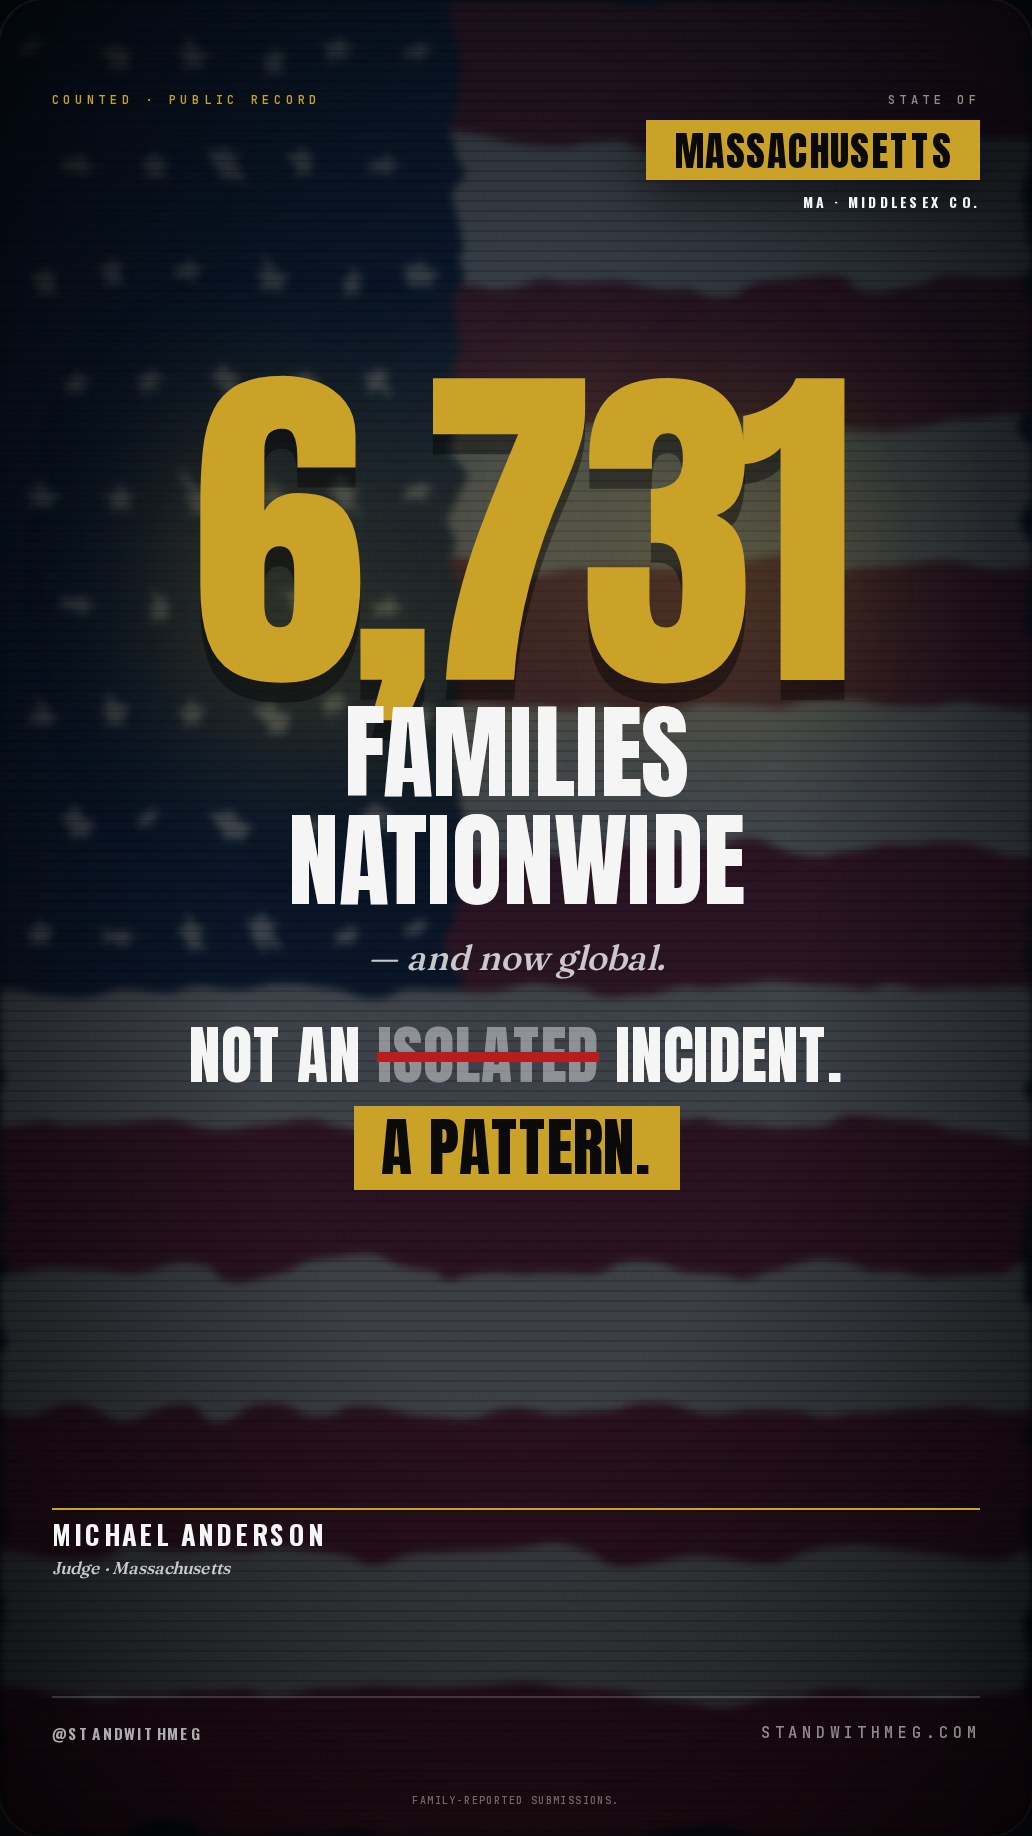 COUNTED · PUBLIC RECORD
STATE OF
MASSACHUSETTS
MA · MIDDLESEX CO.
6,731
FAMILIES
NATIONWIDE
— and now global.
NOT AN ISOLATED INCIDENT.
A PATTERN.
MICHAEL ANDERSON
Judge · Massachusetts
@STANDWITHMEG
STANDWITHMEG.COM
FAMILY-REPORTED SUBMISSIONS.